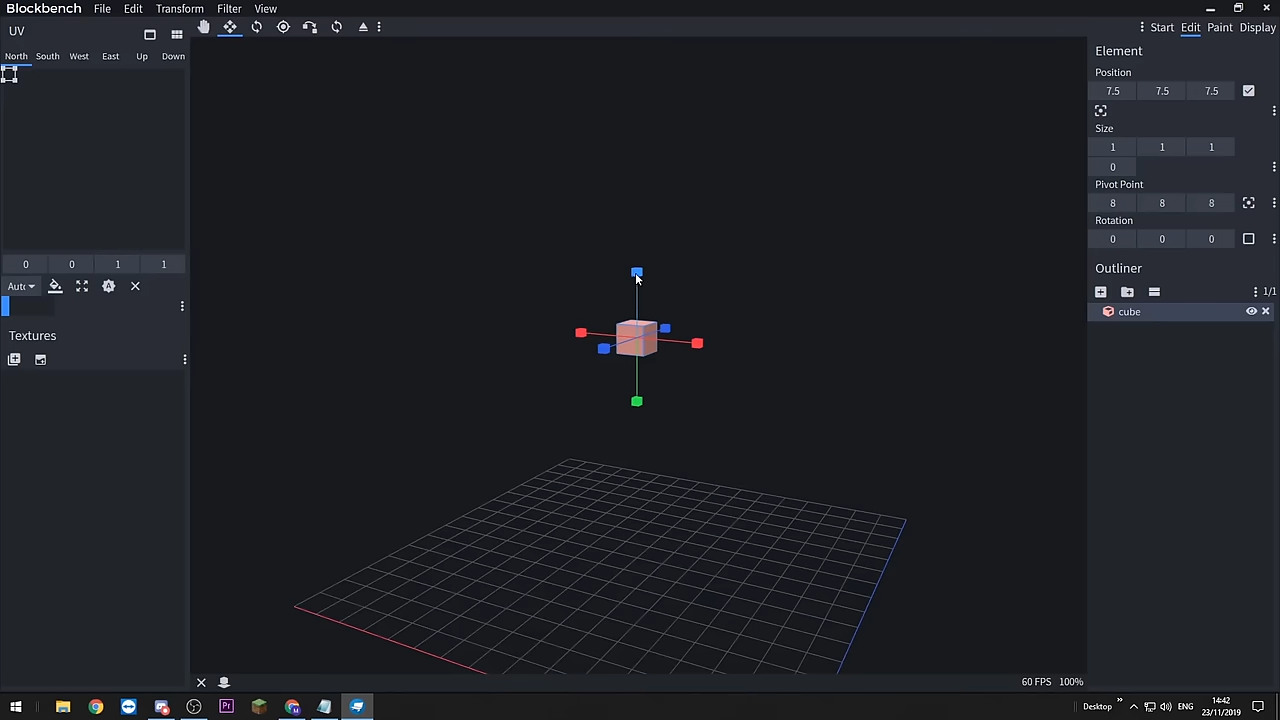 Blockbench File Edit Transform Filter View
UV
North South West East Up Down
0 0 1 1
Auto
Textures
Start Edit Paint Display
Element
Position
7.5 7.5 7.5
Size
1 1 1
0
Pivot Point
8 8 8
Rotation
0 0 0
Outliner
1/1
cube
60 FPS 100%
Pr
Desktop » ENG
14:42
23/11/2019